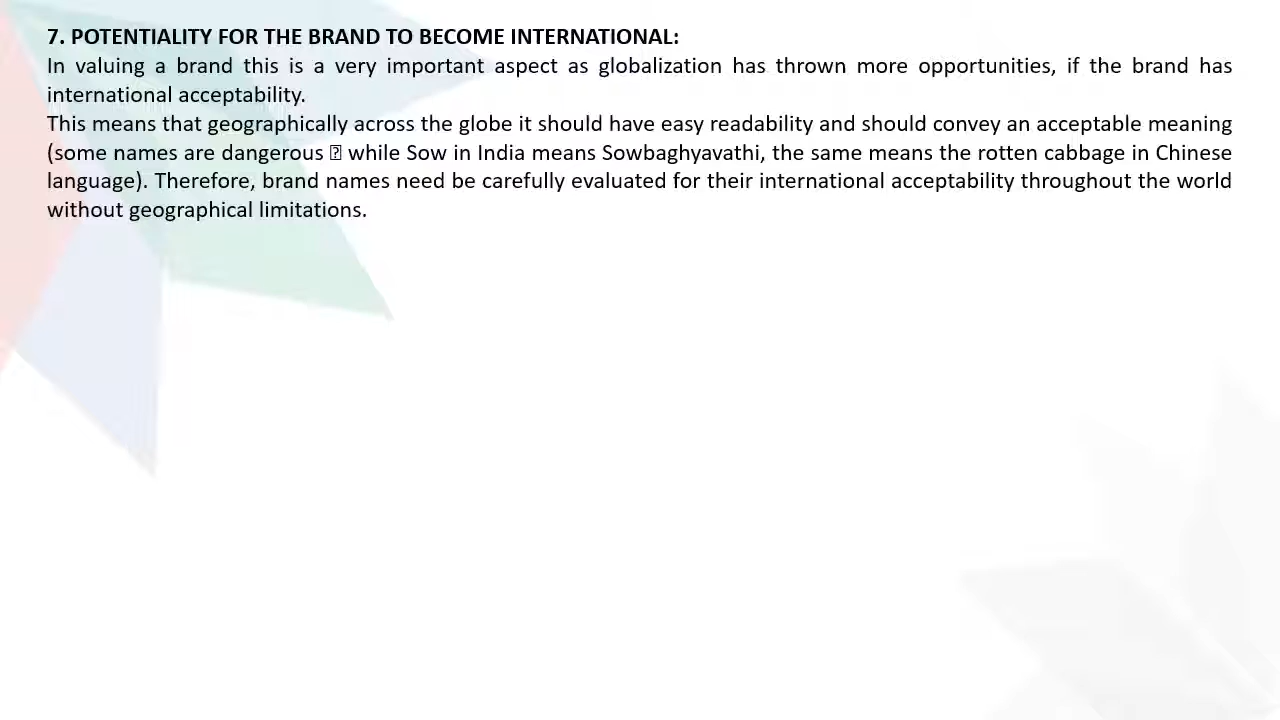 7. POTENTIALITY FOR THE BRAND TO BECOME INTERNATIONAL:
In valuing a brand this is a very important aspect as globalization has thrown more opportunities, if the brand has
international acceptability.
This means that geographically across the globe it should have easy readability and should convey an acceptable meaning
(some names are dangerous  while Sow in India means Sowbaghyavathi, the same means the rotten cabbage in Chinese
language). Therefore, brand names need be carefully evaluated for their international acceptability throughout the world
without geographical limitations.